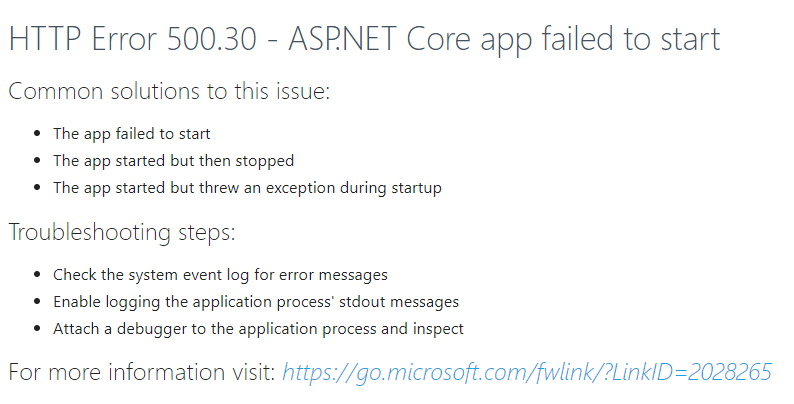 HTTP Error 500.30 - ASP.NET Core app failed to start
Common solutions to this issue:
• The app failed to start
• The app started but then stopped
• The app started but threw an exception during startup
Troubleshooting steps:
• Check the system event log for error messages
• Enable logging the application process' stdout messages
• Attach a debugger to the application process and inspect
For more information visit: https://go.microsoft.com/fwlink/?LinkID=2028265